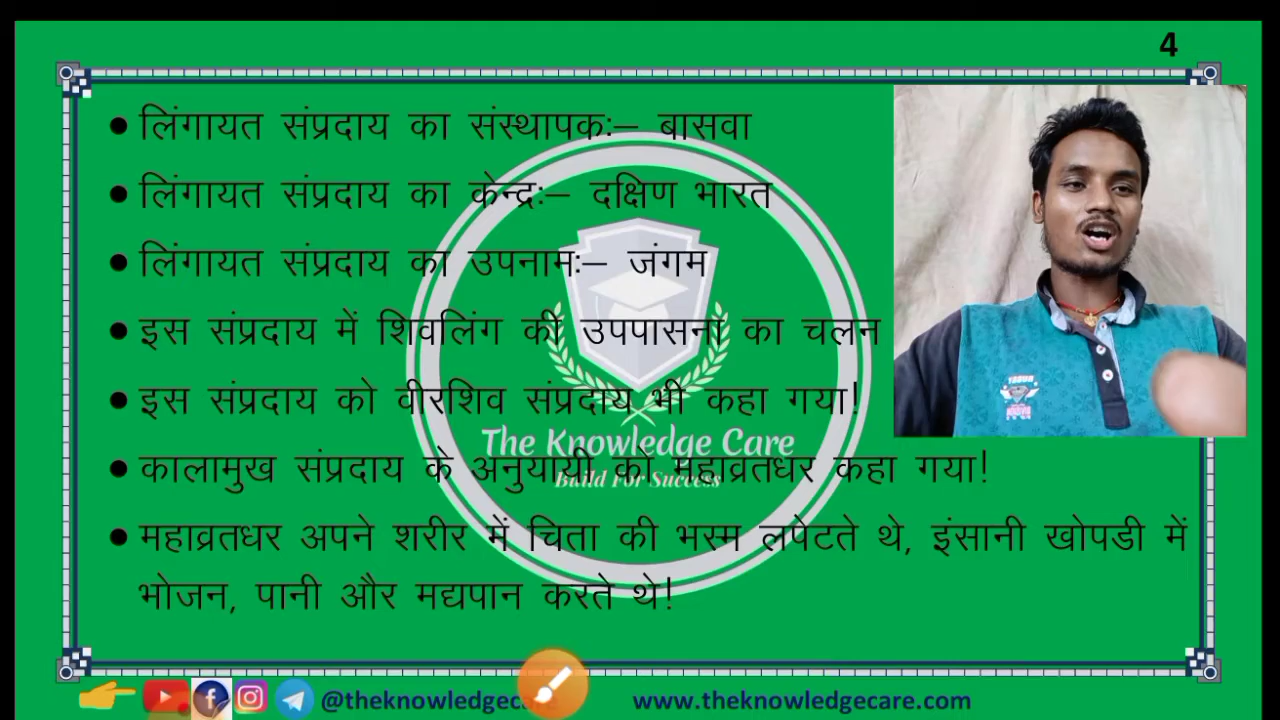 4
• लिंगायत संप्रदाय का संस्थापकः– बासवा
• लिंगायत संप्रदाय का केन्द्रः– दक्षिण भारत
• लिंगायत संप्रदाय का उपनामः– जंगम
• इस संप्रदाय में शिवलिंग की उपपासना का चलन
• इस संप्रदाय को वीरशिव संप्रदाय भी कहा गया!
The Knowledge Care
• कालामुख संप्रदाय के अनुयायी को महाव्रतधर कहा गया!
Build For Success
• महाव्रतधर अपने शरीर में चिता की भस्म लपेटते थे, इंसानी खोपडी में
भोजन, पानी और मद्यपान करते थे!
@theknowledgec www.theknowledgecare.com